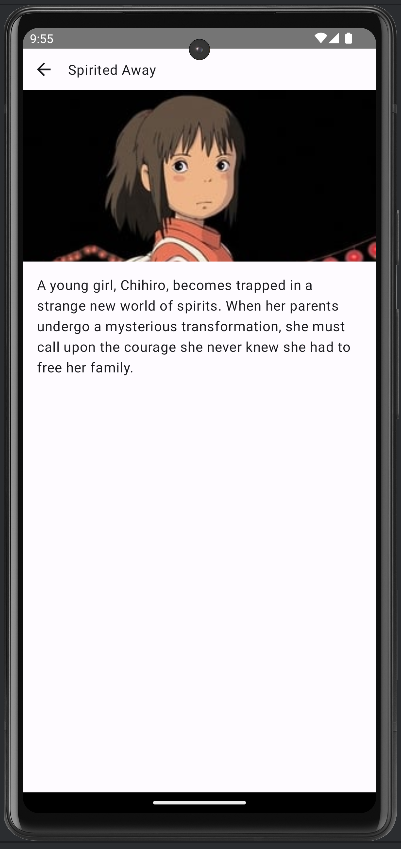 9:55
Spirited Away
A young girl, Chihiro, becomes trapped in a
strange new world of spirits. When her parents
undergo a mysterious transformation, she must
call upon the courage she never knew she had to
free her family.